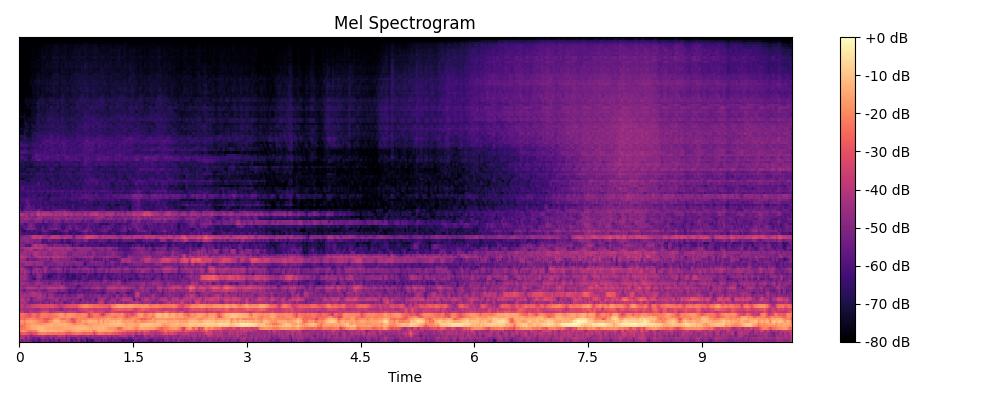 Mel Spectrogram
+0 dB
-10 dB
-20 dB
-30 dB
-40 dB
-50 dB
-60 dB
-70 dB
-80 dB
0 1.5 3 4.5 6 7.5 9
Time